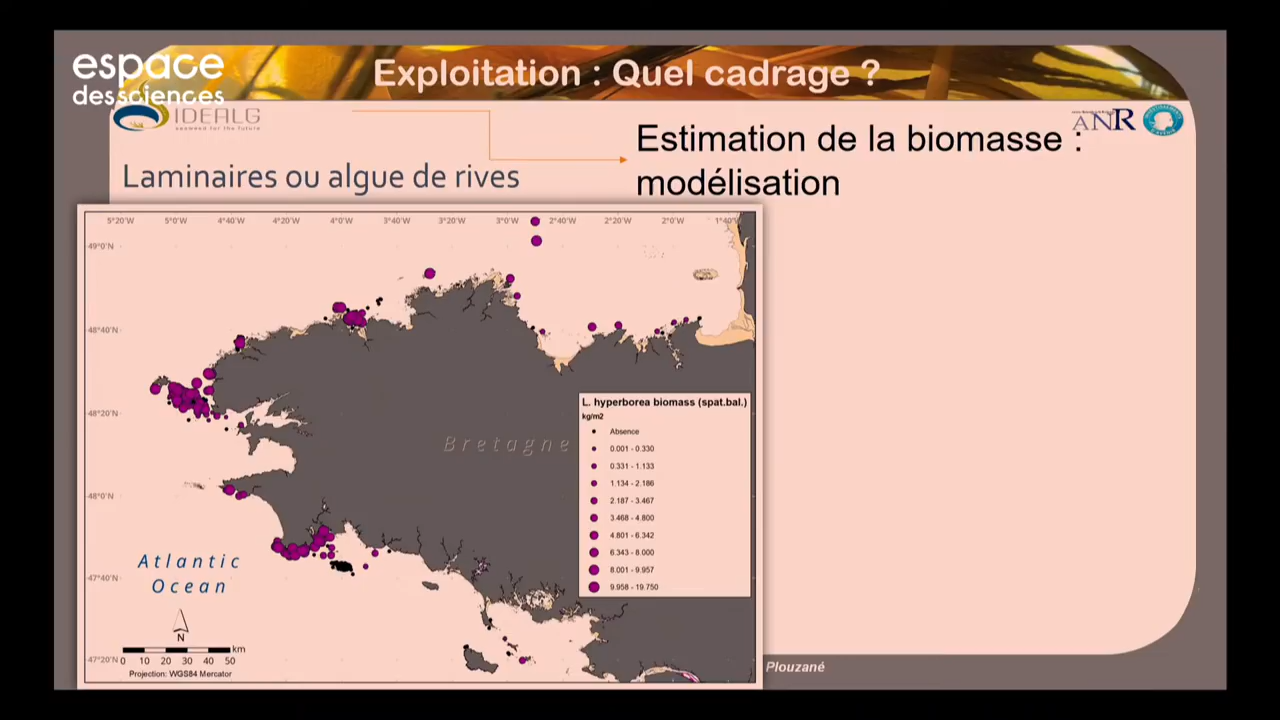 espace
des sciences
Exploitation : Quel cadrage ?
IDEALG
seaweed for the future
ANR
Estimation de la biomasse :
modélisation
Laminaires ou algue de rives
5°20'W 5°0'W 4°40'W 4°20'W 4°0'W 3°40'W 3°20'W 3°0'W 2°40'W 2°20'W 2°0'W 1°40'
49°0'N
48°40'N
48°20'N
48°0'N
47°40'N
47°20'N
Bretagne
L. hyperborea biomass (spat.bal.)
kg/m2
Absence
0.001 - 0.330
0.331 - 1.133
1.134 - 2.186
2.187 - 3.467
3.468 - 4.800
4.801 - 6.342
6.343 - 8.000
8.001 - 9.957
9.958 - 19.750
Atlantic
Ocean
N
km
0 10 20 30 40 50
Projection: WGS84 Mercator
Plouzané